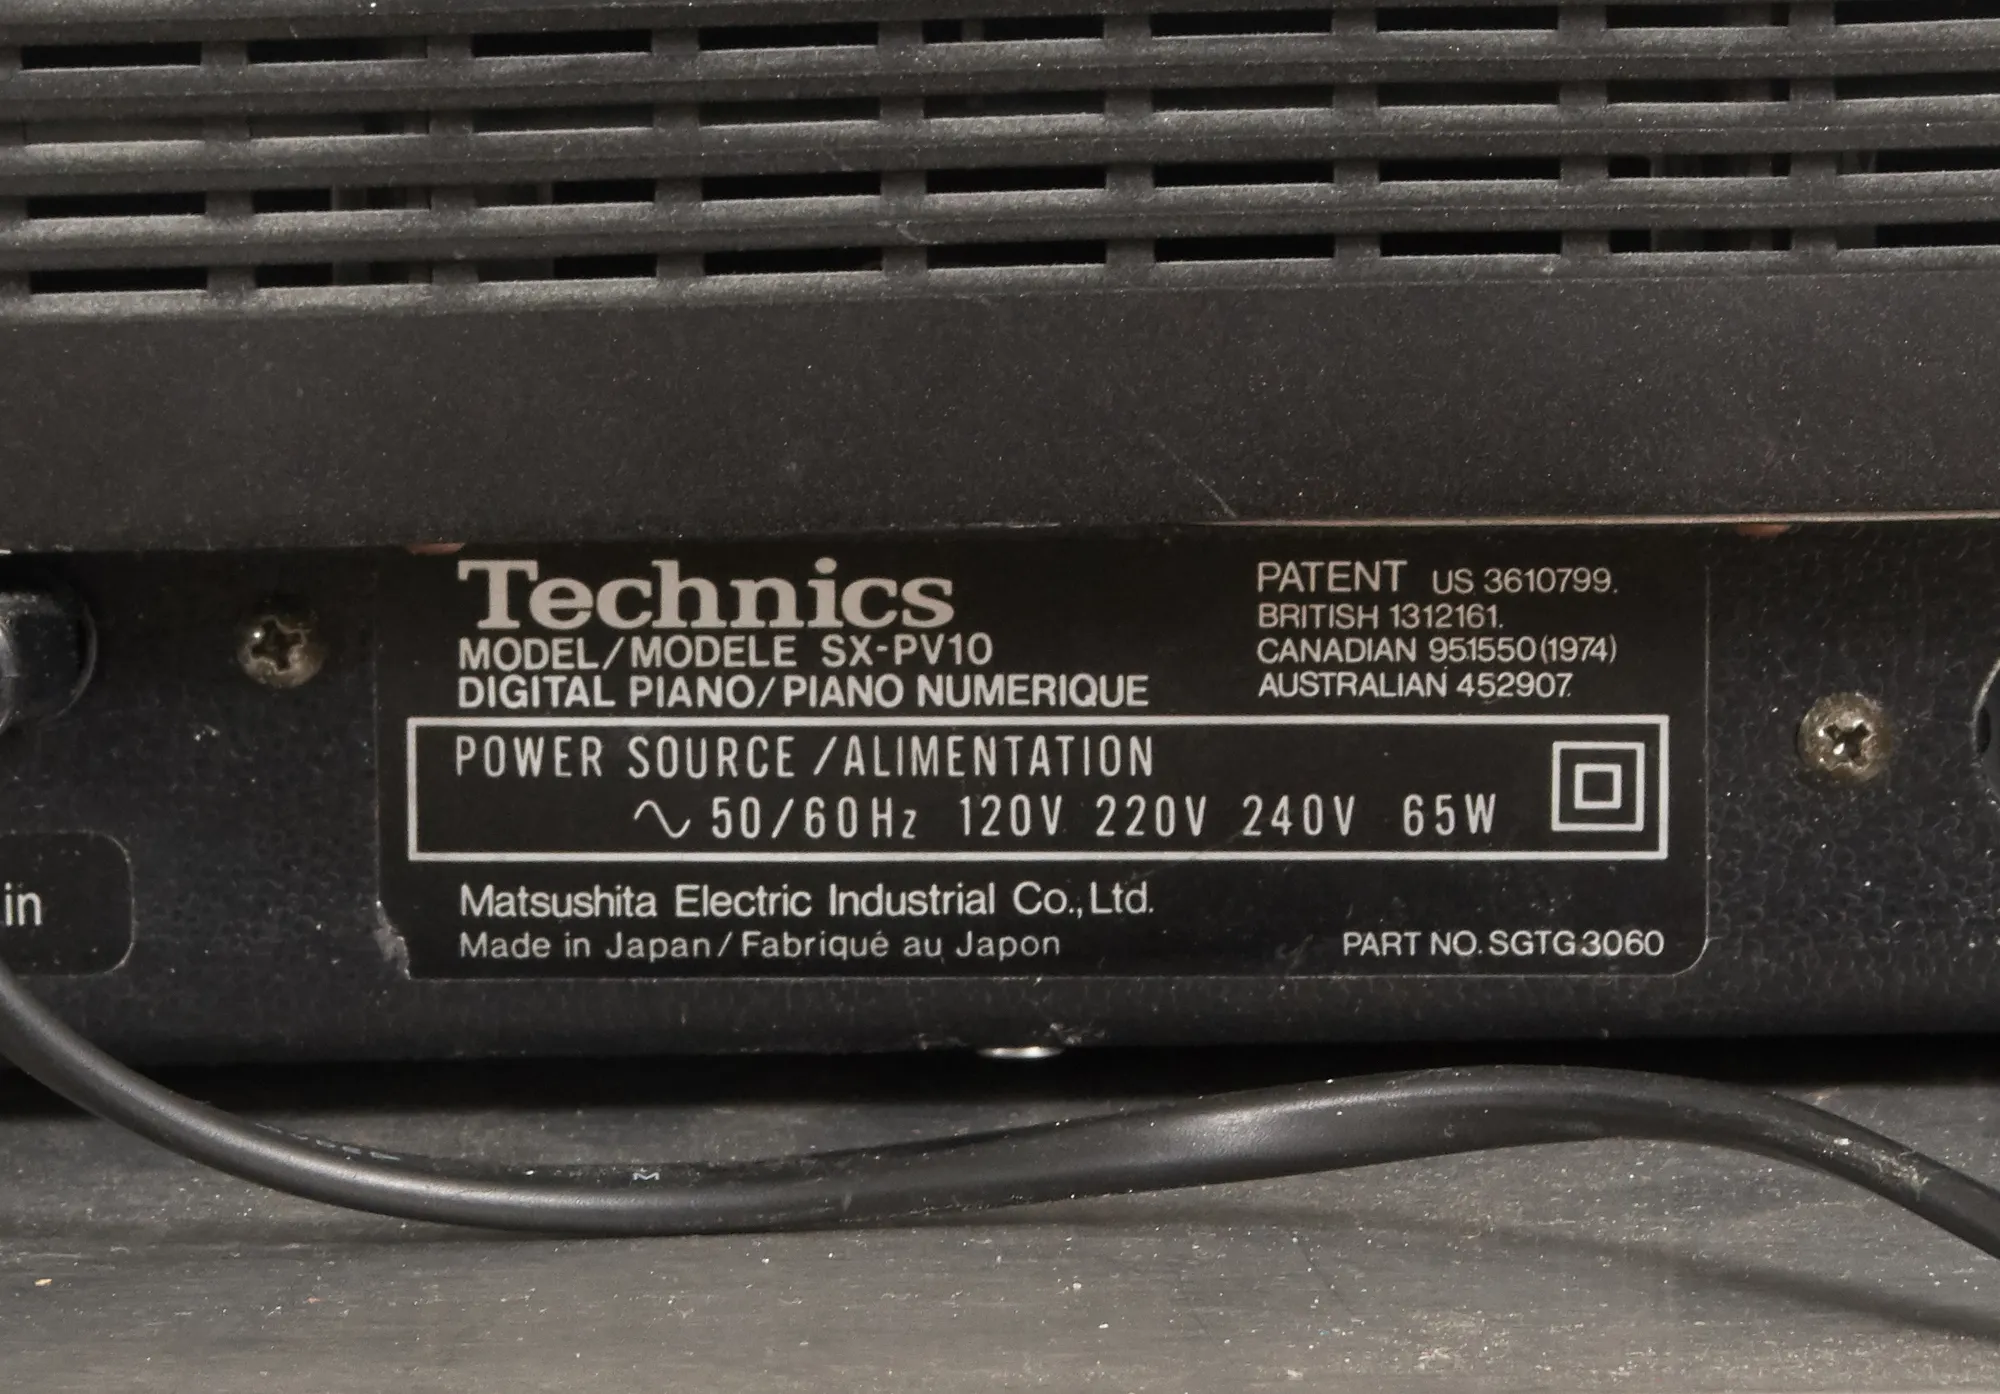 Technics
MODEL/MODELE SX-PV10
DIGITAL PIANO/PIANO NUMERIQUE
PATENT US 3610799.
BRITISH 1312161.
CANADIAN 951550(1974)
AUSTRALIAN 452907.
POWER SOURCE /ALIMENTATION
50/60Hz 120V 220V 240V 65W
Matsushita Electric Industrial Co., Ltd.
Made in Japan/Fabriqué au Japon
PART NO. SGTG3060
in